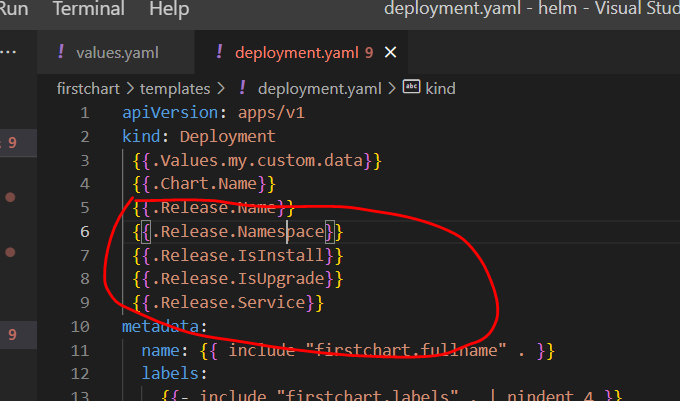 Run Terminal Help deployment.yaml - helm - Visual Stud
... ! values.yaml ! deployment.yaml 9 ×
firstchart > templates > ! deployment.yaml > abc kind
1 apiVersion: apps/v1
9 2 kind: Deployment
3 {{.Values.my.custom.data}}
4 {{.Chart.Name}}
5 {{.Release.Name}}
6 {{.Release.Namespace}}
7 {{.Release.IsInstall}}
8 {{.Release.IsUpgrade}}
9 {{.Release.Service}}
9 10 metadata:
11 name: {{ include "firstchart.fullname" . }}
12 labels:
13 {{- include "firstchart.labels" . | nindent 4 }}